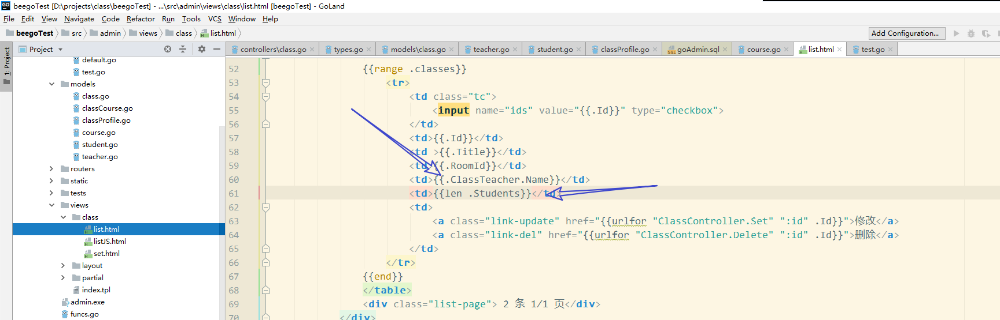 beegoTest [D:\projects\class\beegoTest] - ...\src\admin\views\class\list.html [beegoTest] - GoLand
File Edit View Navigate Code Refactor Run Tools VCS Window Help
beegoTest src admin views class list.html Add Configuration...
1: Project
Project
controllers\class.go types.go models\class.go teacher.go student.go classProfile.go goAdmin.sql course.go list.html test.go
default.go
test.go
models
class.go
classCourse.go
classProfile.go
course.go
student.go
teacher.go
routers
static
tests
views
class
list.html
listJS.html
set.html
layout
partial
index.tpl
admin.exe
funcs.go
52 {{range .classes}}
53 <tr>
54 <td class="tc">
55 <input name="ids" value="{{.Id}}" type="checkbox">
56 </td>
57 <td>{{.Id}}</td>
58 <td >{{.Title}}</td>
59 <td>{{.RoomId}}</td>
60 <td>{{.ClassTeacher.Name}}</td>
61 <td>{{len .Students}}</td>
62 <td>
63 <a class="link-update" href="{{urlfor "ClassController.Set" ":id" .Id}}">修改</a>
64 <a class="link-del" href="{{urlfor "ClassController.Delete" ":id" .Id}}">删除</a>
65 </td>
66 </tr>
67 {{end}}
68 </table>
69 <div class="list-page"> 2 条 1/1 页</div>
70 </div>